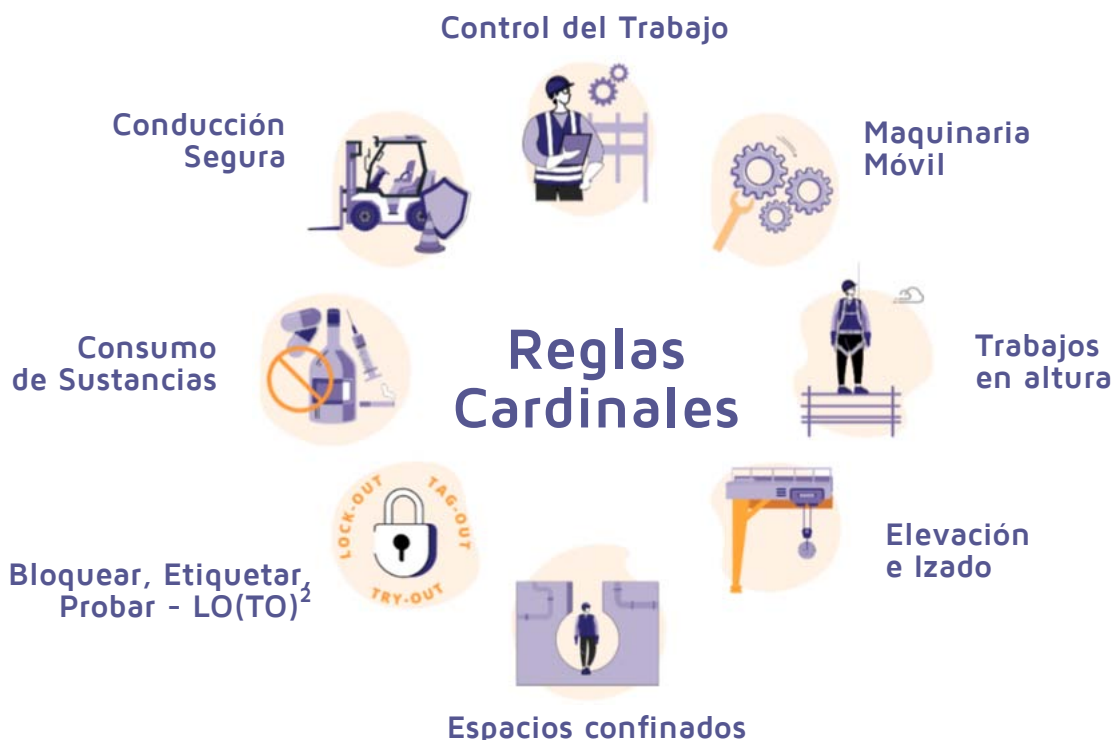 Control del Trabajo
Conducción
Segura
Maquinaria
Móvil
Consumo
de Sustancias
Reglas
Cardinales
Trabajos
en altura
LOCK-OUT
TAG-OUT
TRY-OUT
Bloquear, Etiquetar,
Probar - LO(TO)²
Elevación
e Izado
Espacios confinados